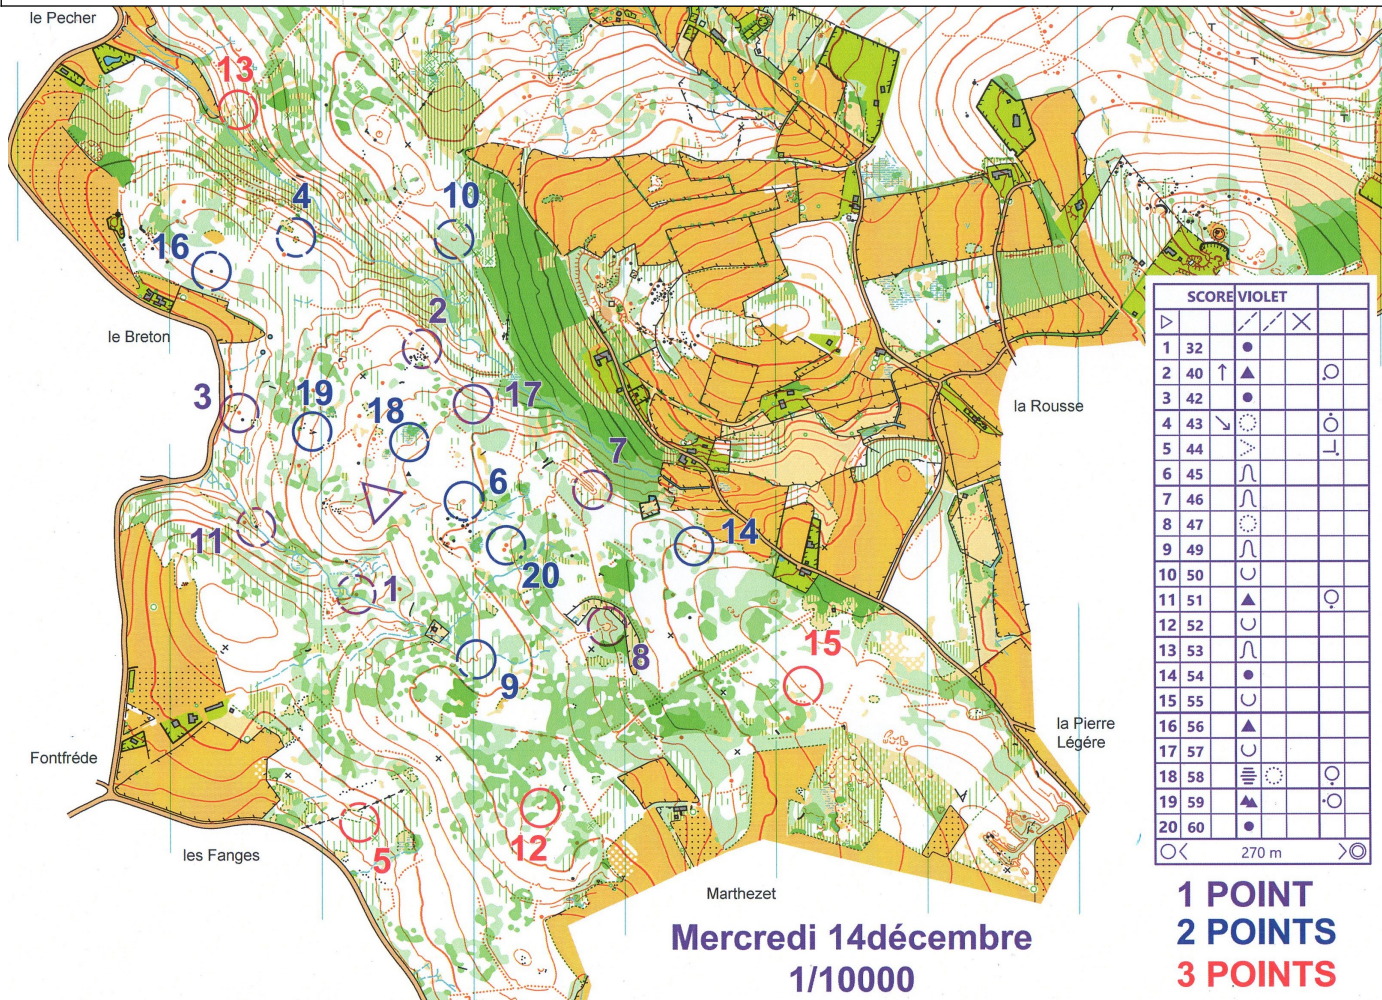 le Pecher
13
4
10
16
2
le Breton
3
19
18
17
la Rousse
7
6
11
14
20
1
15
8
9
la Pierre
Légére
Fontfréde
les Fanges
5
12
Marthezet
Mercredi 14décembre
1/10000
SCORE VIOLET
1 32
2 40
3 42
4 43
5 44
6 45
7 46
8 47
9 49
10 50
11 51
12 52
13 53
14 54
15 55
16 56
17 57
18 58
19 59
20 60
270 m
1 POINT
2 POINTS
3 POINTS